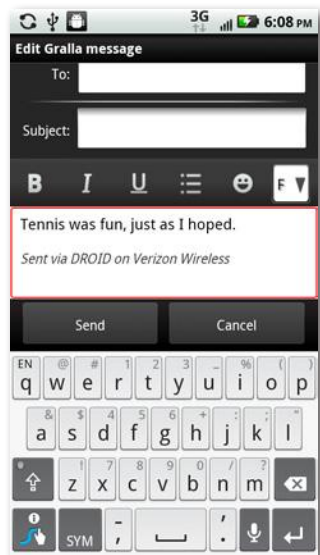 3G 6:08 PM
Edit Gralla message
To:
Subject:
B I U F
Tennis was fun, just as I hoped.
Sent via DROID on Verizon Wireless
Send Cancel
EN @ # 1 2 3 _ % ( )
q w e r t y u i o p
& $ 4 5 6 + : ; "
a s d f g h j k l
! 7 8 9 0 / ?
z x c v b n m
SYM - , ' .